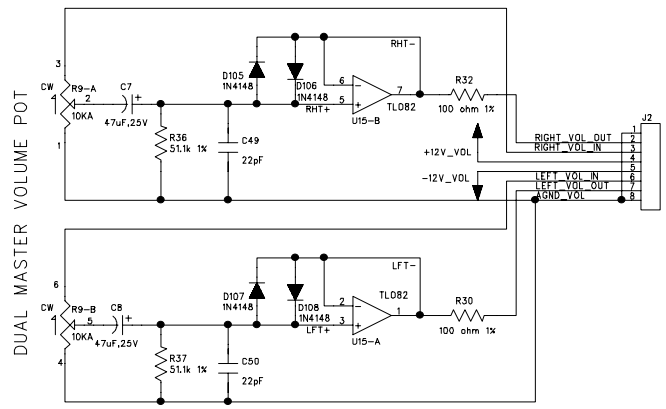 DUAL MASTER VOLUME POT
3
CW
R9-A
2
10KA
1
C7
+
47uF,25V
R36
51.1k 1%
C49
22pF
D105
1N4148
D106
1N4148
RHT-
RHT+
6
5
7
-
+
TL082
U15-B
R32
100 ohm 1%
J2
1
2
3
4
5
6
7
8
RIGHT_VOL_OUT
RIGHT_VOL_IN
+12V_VOL
-12V_VOL
LEFT_VOL_IN
LEFT_VOL_OUT
AGND_VOL
6
CW
R9-B
5
10KA
4
C8
+
47uF,25V
R37
51.1k 1%
C50
22pF
D107
1N4148
D108
1N4148
LFT-
LFT+
2
3
1
-
+
TL082
U15-A
R30
100 ohm 1%